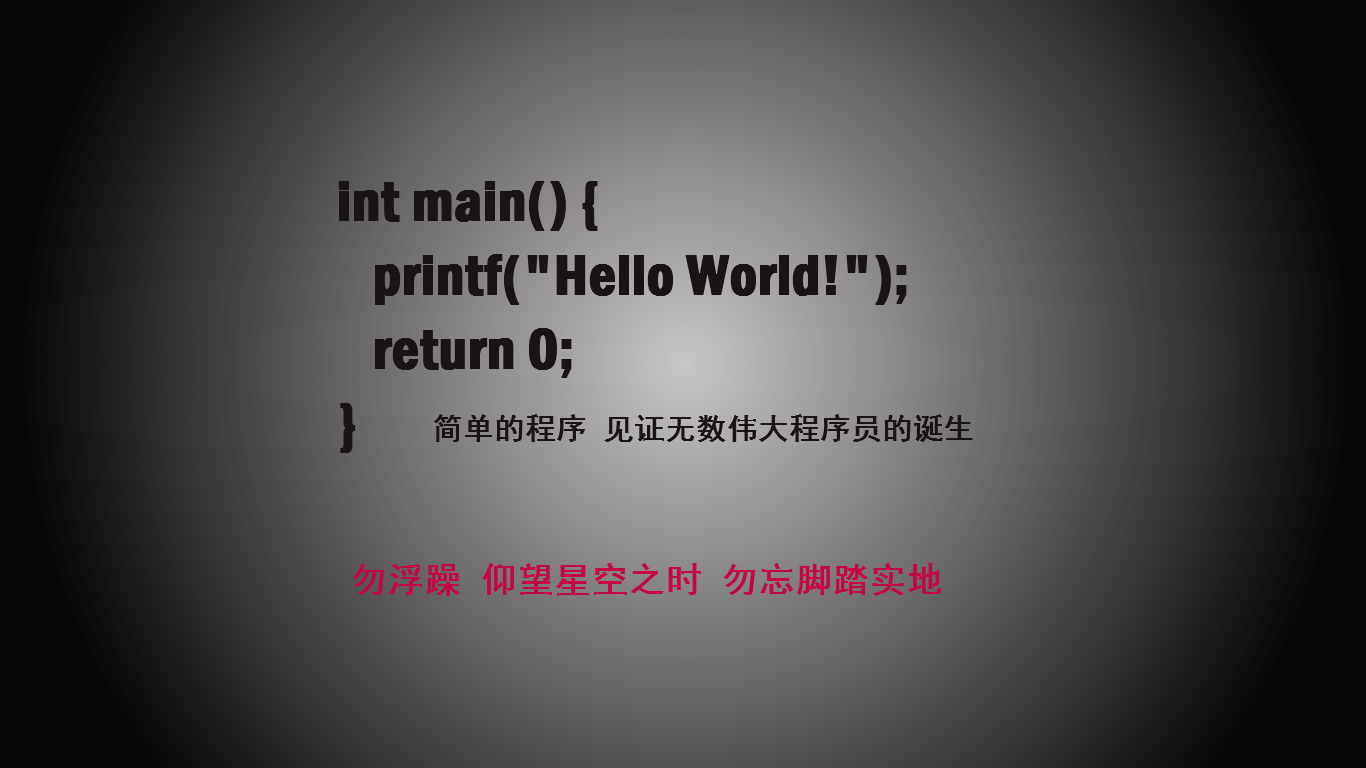 int main() {
printf("Hello World!");
return 0;
} 简单的程序 见证无数伟大程序员的诞生
勿浮躁 仰望星空之时 勿忘脚踏实地